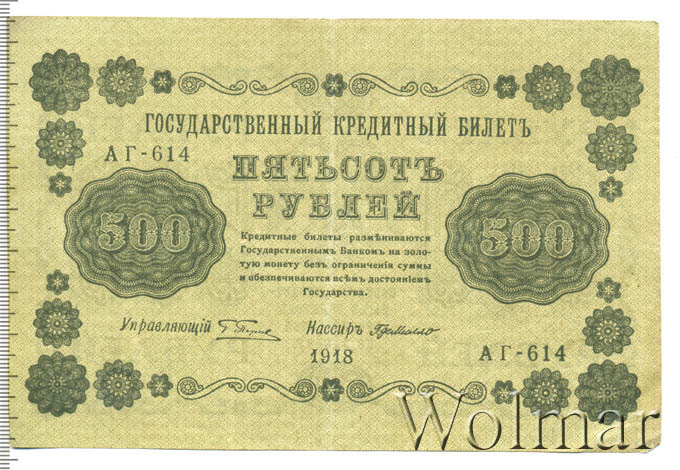 ГОСУДАРСТВЕННЫЙ КРЕДИТНЫЙ БИЛЕТЪ
АГ-614
ПЯТЬСОТЪ
РУБЛЕЙ
500
500
Кредитные билеты размѣниваются
Государственнымъ Банкомъ на золо-
тую монету безъ ограниченія суммы
и обезпечиваются всѣмъ достояніемъ
Государства.
Управляющій
Кассиръ
1918
АГ-614
Wolmar